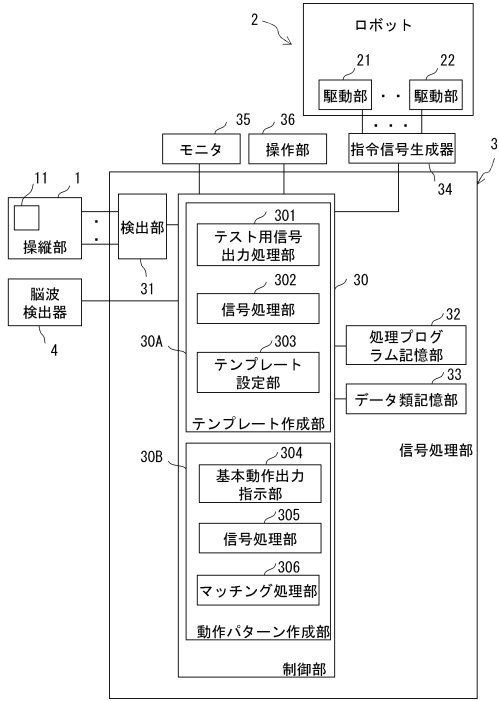 2
ロボット
21
22
駆動部
・・
駆動部
・・・
35
36
モニタ
操作部
指令信号生成器
34
3
11
1
操縦部
検出部
31
脳波
検出器
4
301
テスト用信号
出力処理部
302
信号処理部
303
テンプレート
設定部
30A
テンプレート作成部
30
32
処理プログ
ラム記憶部
33
データ類記憶部
信号処理部
30B
304
基本動作出力
指示部
305
信号処理部
306
マッチング処理部
動作パターン作成部
制御部